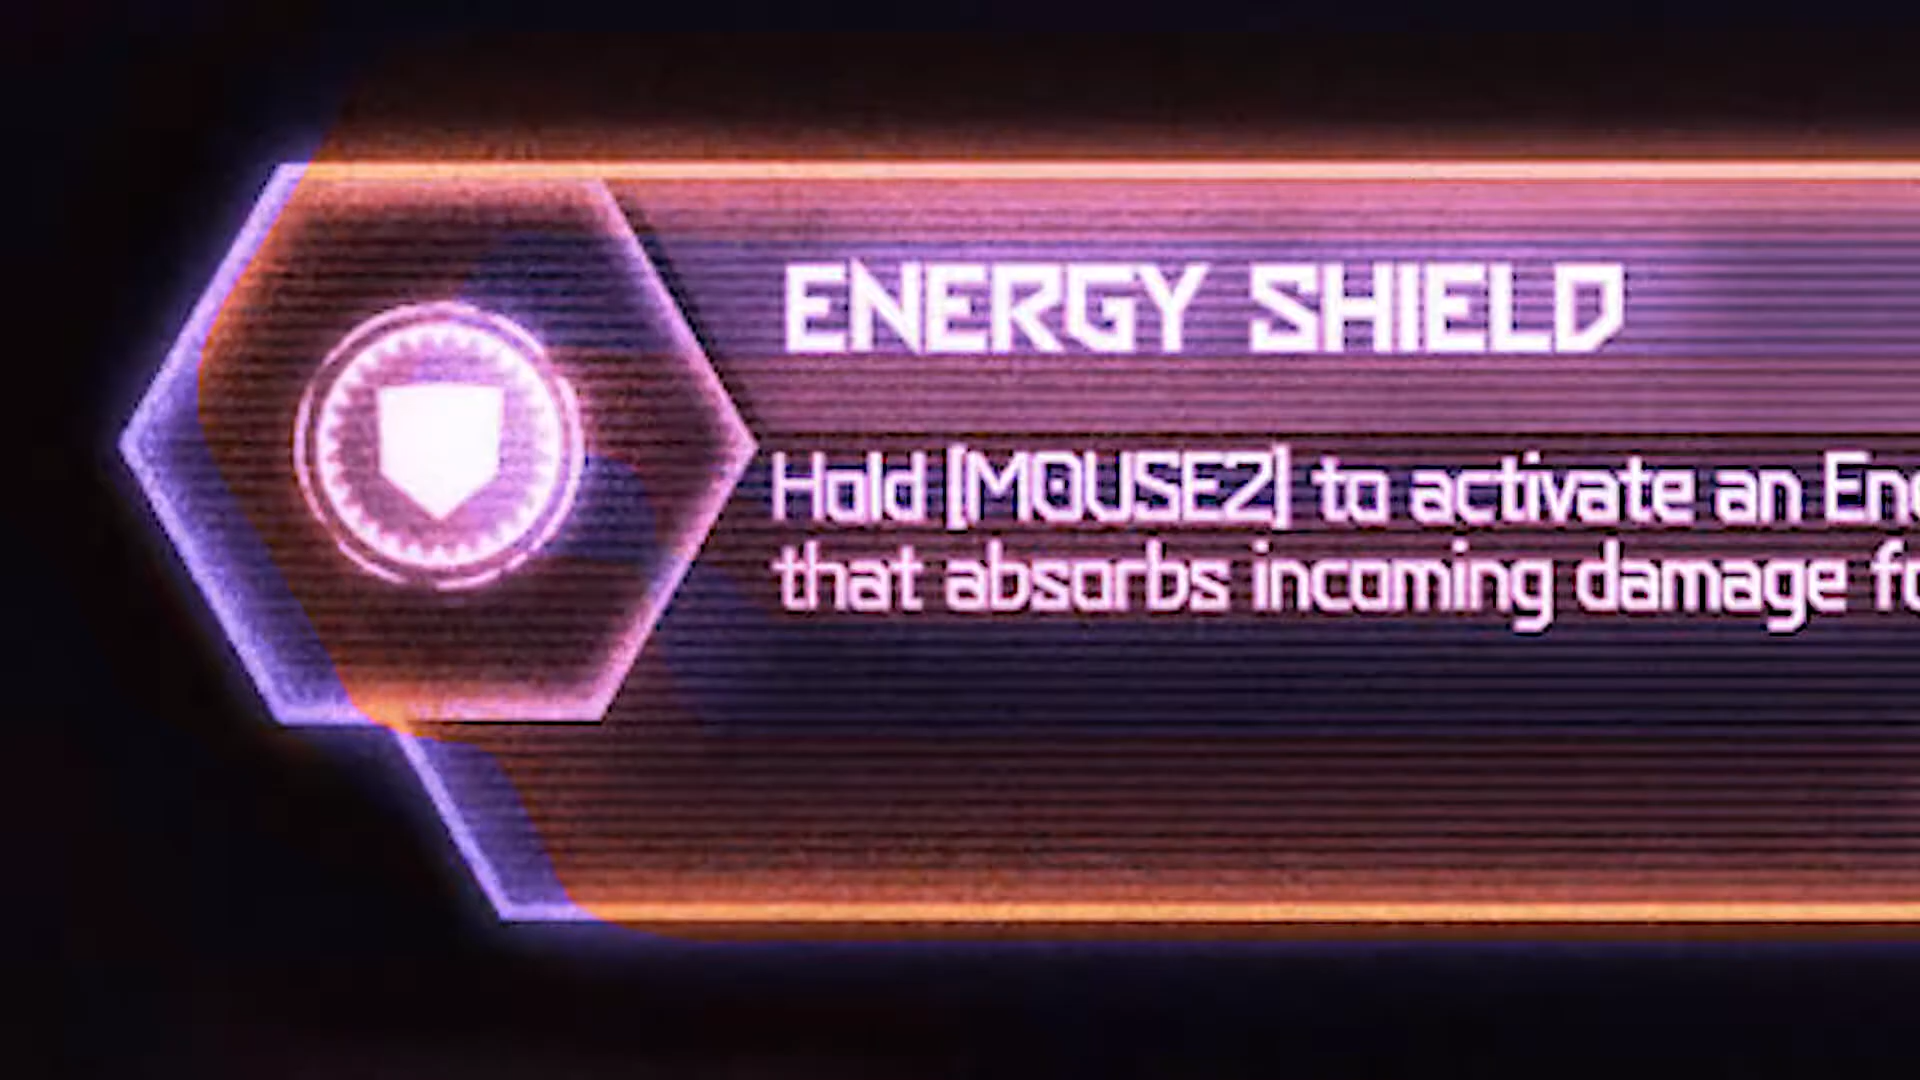 ENERGY SHIELD
Hold [MOUSE2] to activate an
that absorbs incoming damage